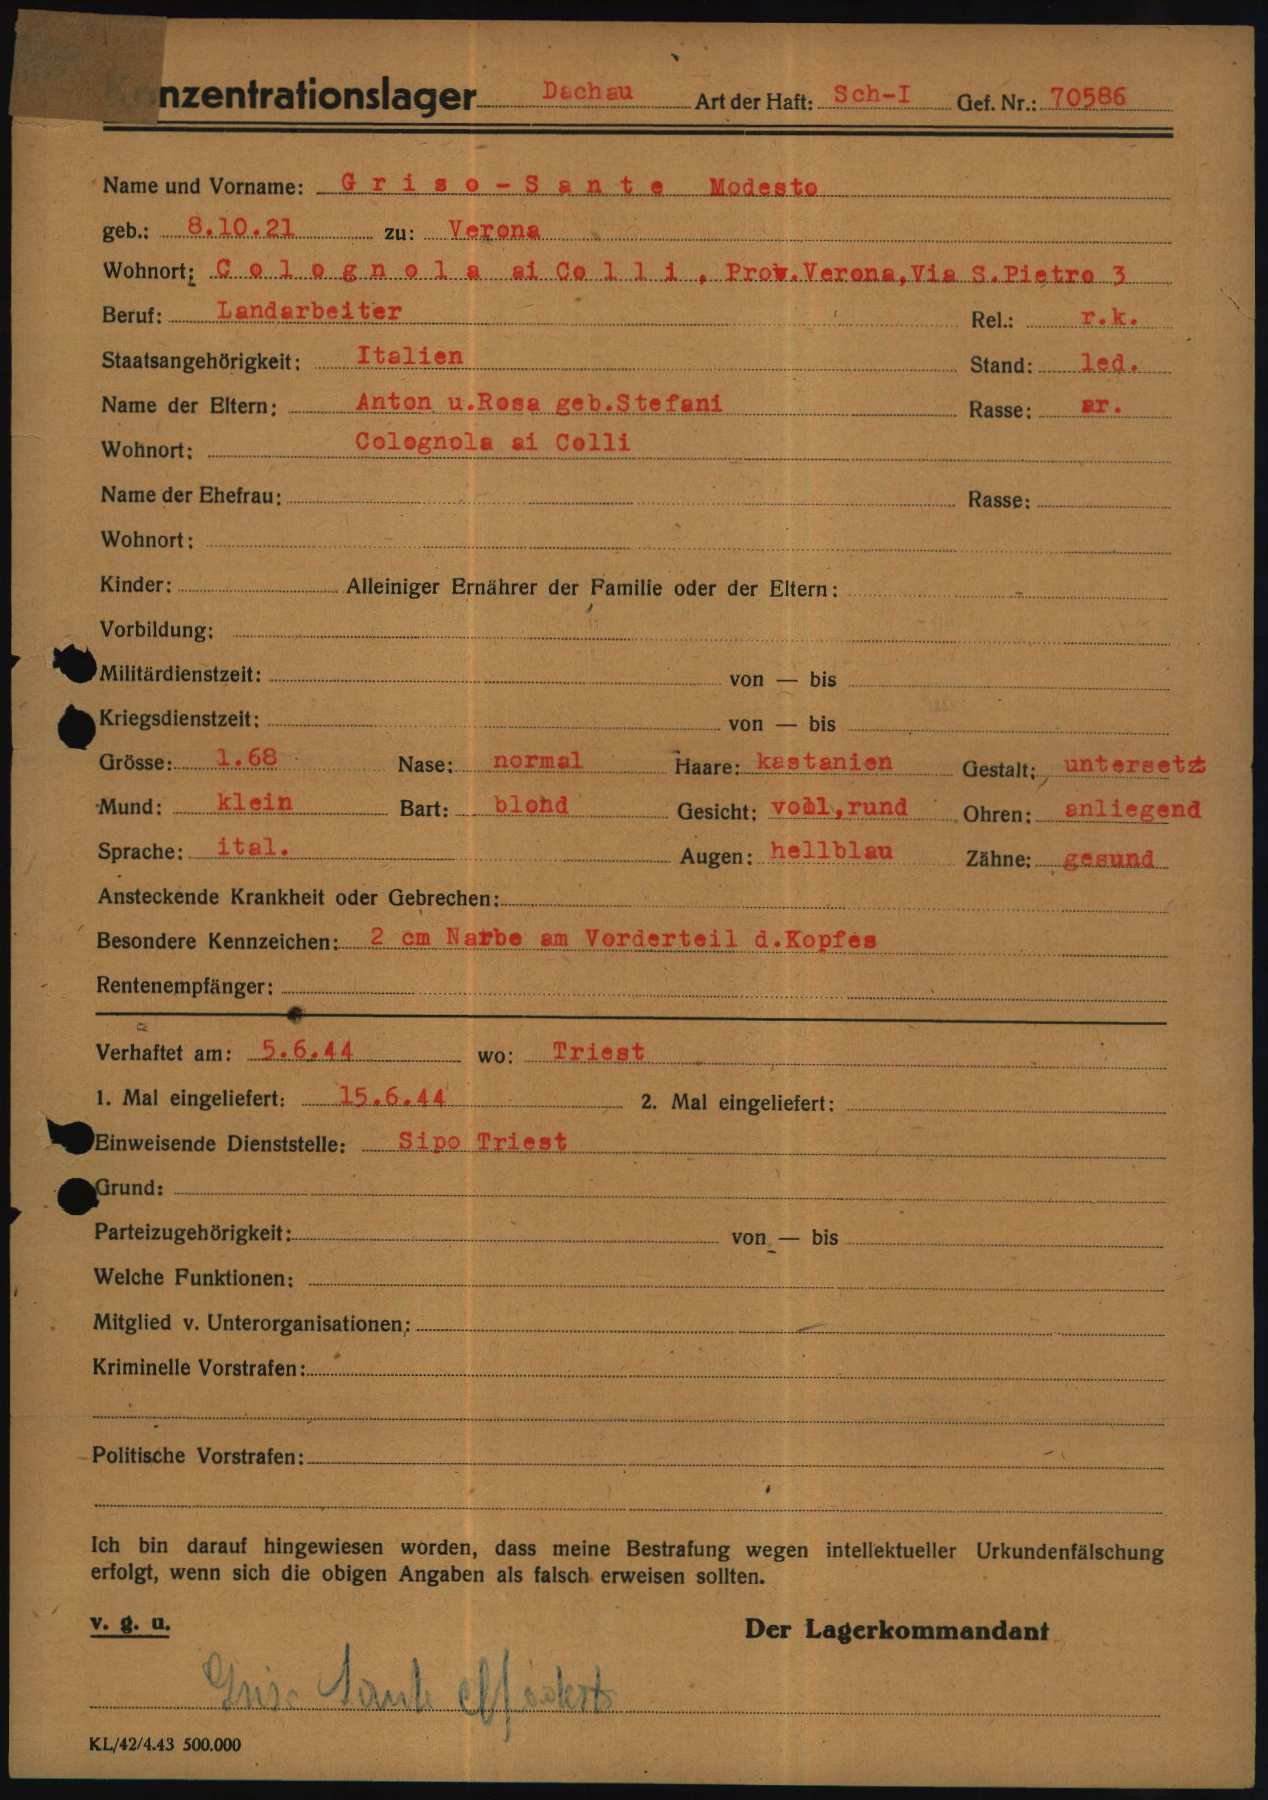 Konzentrationslager Dachau Art der Haft: Sch-I Gef. Nr.: 70586
Name und Vorname: G r i s o - S a n t e Modesto
geb.: 8.10.21 zu: Verona
Wohnort: C o l o g n o l a ai C o l l i , Prov.Verona,Via S.Pietro 3
Beruf: Landarbeiter Rel.: r.k.
Staatsangehörigkeit: Italien Stand: led.
Name der Eltern: Anton u.Rosa geb.Stefani Rasse: ar.
Wohnort: Colognola ai Colli
Name der Ehefrau: Rasse:
Wohnort:
Kinder: Alleiniger Ernährer der Familie oder der Eltern:
Vorbildung:
Militärdienstzeit: von — bis
Kriegsdienstzeit: von — bis
Grösse: 1.68 Nase: normal Haare: kastanien Gestalt: untersetzt
Mund: klein Bart: blond Gesicht: voll,rund Ohren: anliegend
Sprache: ital. Augen: hellblau Zähne: gesund
Ansteckende Krankheit oder Gebrechen:
Besondere Kennzeichen: 2 cm Narbe am Vorderteil d.Kopfes
Rentenempfänger:
Verhaftet am: 5.6.44 wo: Triest
1. Mal eingeliefert: 15.6.44 2. Mal eingeliefert:
Einweisende Dienststelle: Sipo Triest
Grund:
Parteizugehörigkeit: von — bis
Welche Funktionen:
Mitglied v. Unterorganisationen:
Kriminelle Vorstrafen:
Politische Vorstrafen:
Ich bin darauf hingewiesen worden, dass meine Bestrafung wegen intellektueller Urkundenfälschung
erfolgt, wenn sich die obigen Angaben als falsch erweisen sollten.
v. g. u. Der Lagerkommandant
KL/42/4.43 500.000